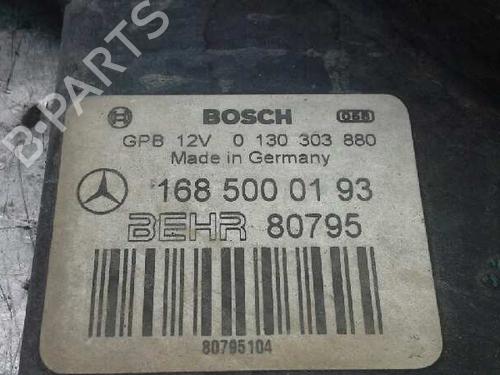 B-PARTS
BOSCH
GPB 12V 0 130 303 880
Made in Germany
168 500 01 93
BEHR 80795
80795104